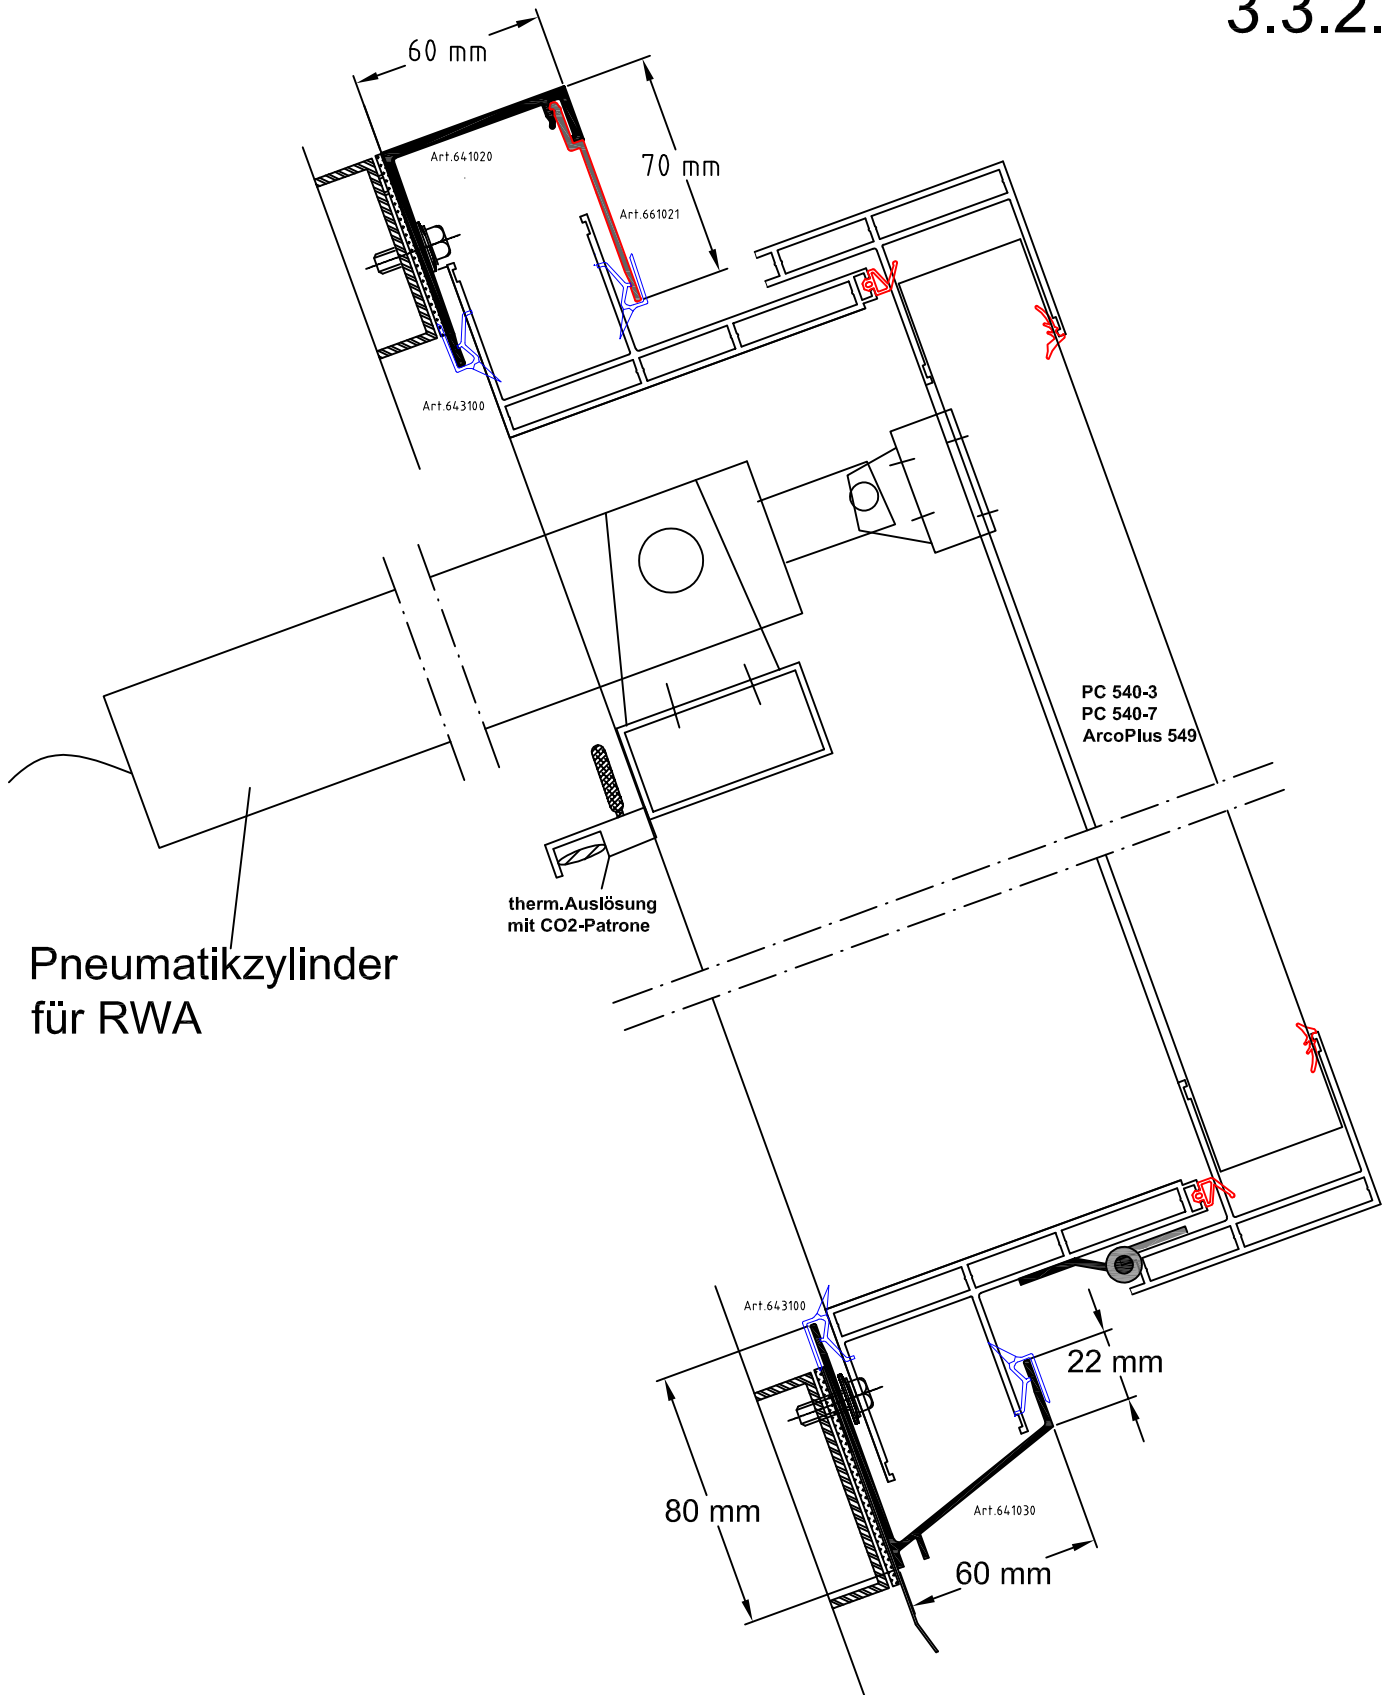 3.3.2.
60 mm
Art.641020
70 mm
Art.661021
Art.643100
PC 540-3
PC 540-7
ArcoPlus 549
therm.Auslösung
mit CO2-Patrone
Pneumatikzylinder
für RWA
Art.643100
22 mm
80 mm
Art.641030
60 mm